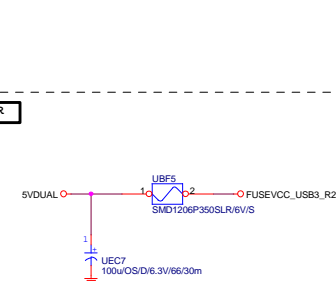 R
UBF5
5VDUAL 1 2 FUSEVCC_USB3_R2
SMD1206P350SLR/6V/S
1
+
UEC7
100u/OS/D/6.3V/66/30m